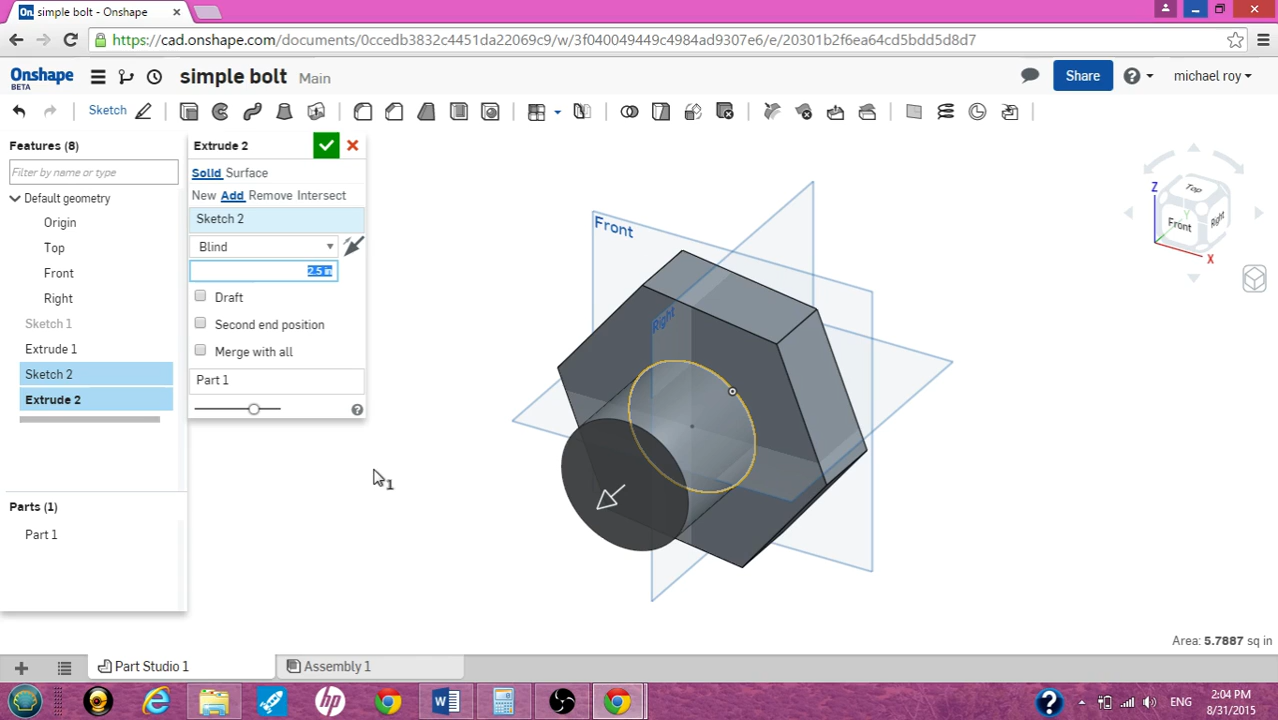 simple bolt - Onshape
https://cad.onshape.com/documents/0ccedb3832c4451da22069c9/w/3f040049449c4984ad9307e6/e/20301b2f6ea64cd5bdd5d8d7
Onshape
BETA
simple bolt
Main
Share
michael roy
Sketch
Features (8)
Filter by name or type
Default geometry
Origin
Top
Front
Right
Sketch 1
Extrude 1
Sketch 2
Extrude 2
Parts (1)
Part 1
Extrude 2
Solid Surface
New Add Remove Intersect
Sketch 2
Blind
2.5 in
Draft
Second end position
Merge with all
Part 1
1
Front
Right
Z
Top
Front
Right
Y
X
Area: 5.7887 sq in
Part Studio 1
Assembly 1
ENG
2:04 PM
8/31/2015